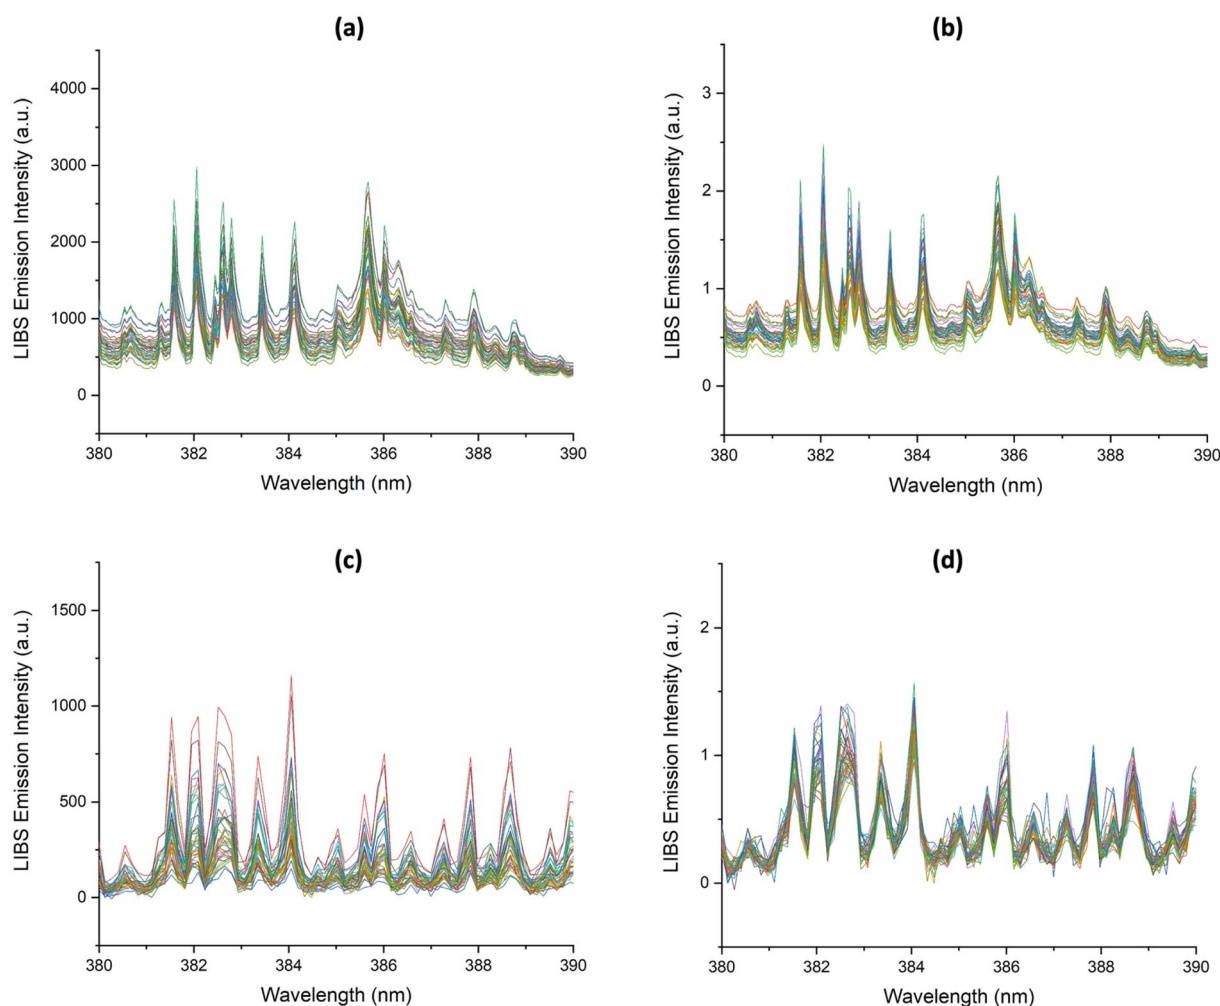 (a)
LIBS Emission Intensity (a.u.)
4000
3000
2000
1000
0
380 382 384 386 388 390
Wavelength (nm)
(b)
LIBS Emission Intensity (a.u.)
3
2
1
0
380 382 384 386 388 390
Wavelength (nm)
(c)
LIBS Emission Intensity (a.u.)
1500
1000
500
0
380 382 384 386 388 390
Wavelength (nm)
(d)
LIBS Emission Intensity (a.u.)
2
1
0
380 382 384 386 388 390
Wavelength (nm)